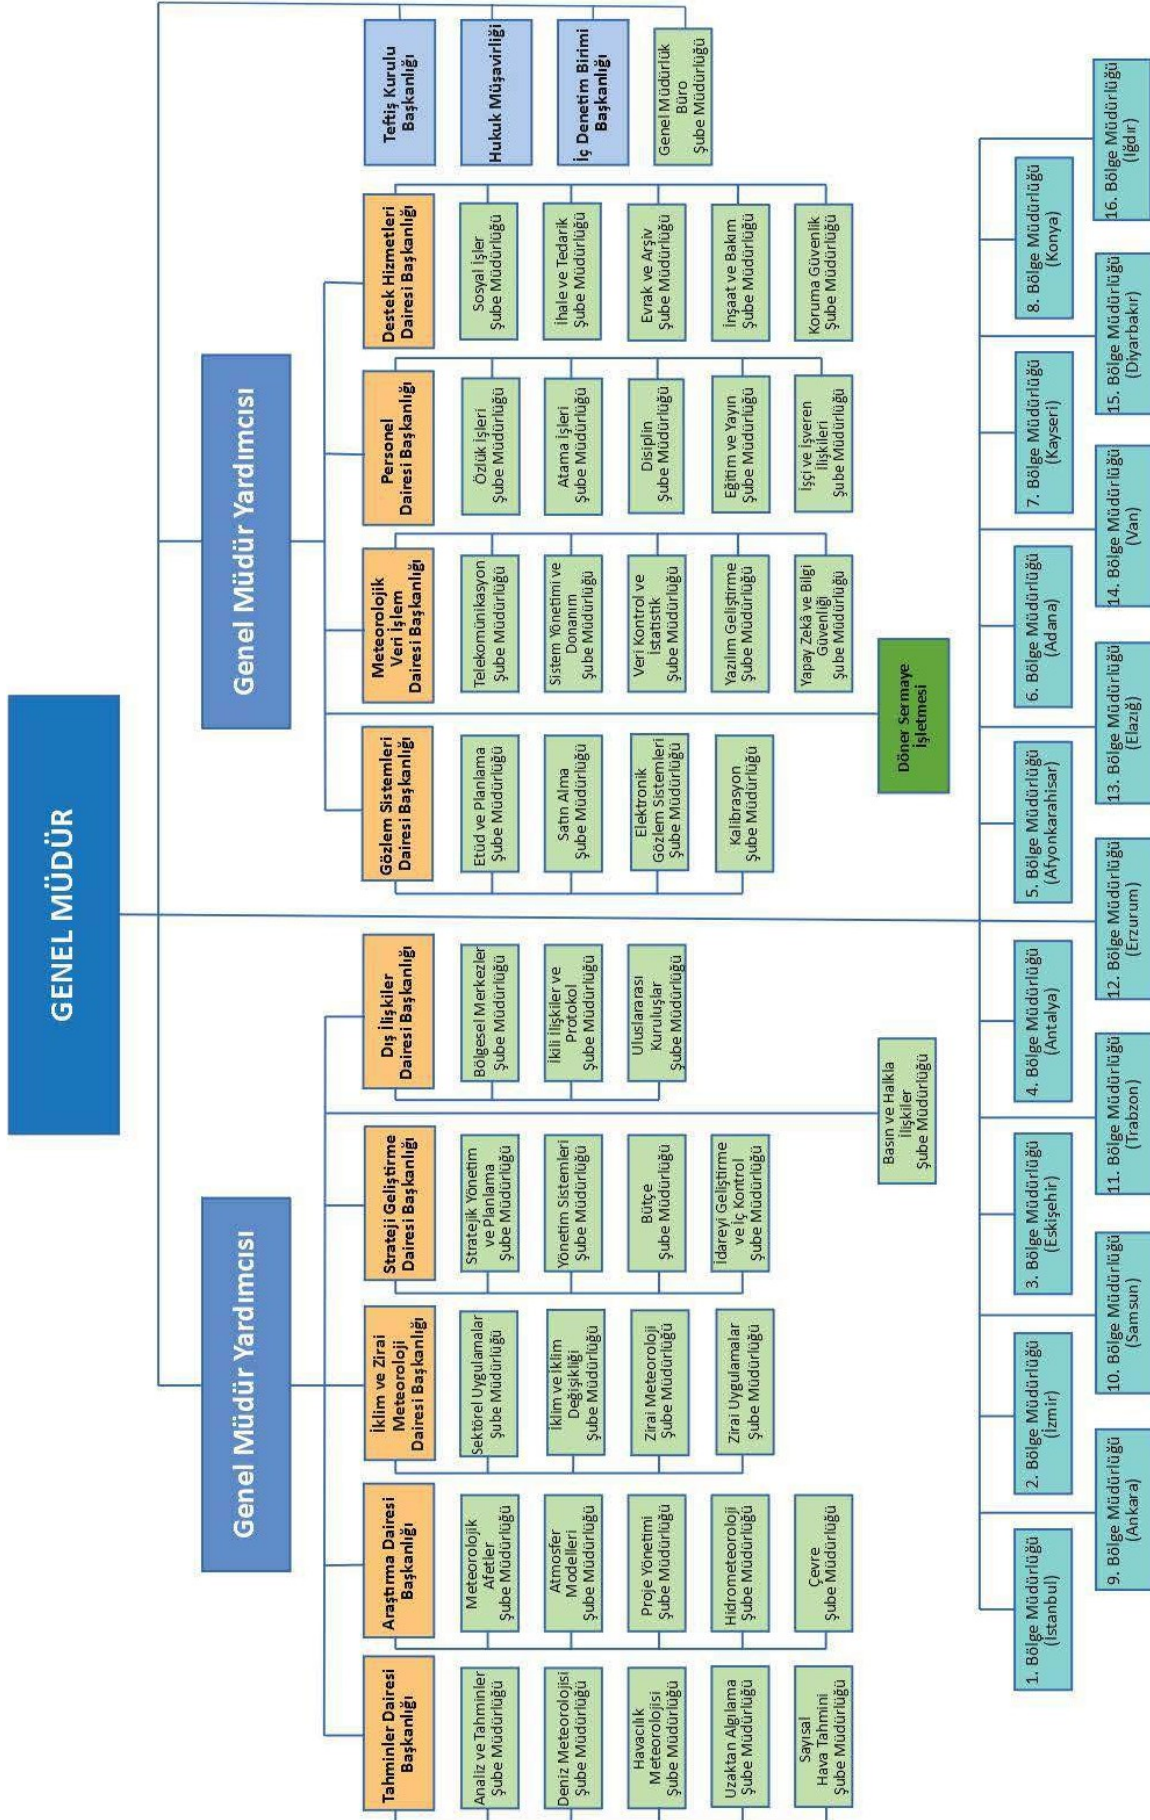 GENEL MÜDÜR
Genel Müdür Yardımcısı
Genel Müdür Yardımcısı
Tahminler Dairesi
Başkanlığı
Analiz ve Tahminler
Şube Müdürlüğü
Deniz Meteorolojisi
Şube Müdürlüğü
Havacılık
Meteorolojisi
Şube Müdürlüğü
Uzaktan Algılama
Şube Müdürlüğü
Sayısal
Hava Tahmini
Şube Müdürlüğü
Araştırma Dairesi
Başkanlığı
Meteorolojik
Afetler
Şube Müdürlüğü
Atmosfer
Modelleri
Şube Müdürlüğü
Proje Yönetimi
Şube Müdürlüğü
Hidrometeoroloji
Şube Müdürlüğü
Çevre
Şube Müdürlüğü
İklim ve Zirai
Meteoroloji
Dairesi Başkanlığı
Sektörel Uygulamalar
Şube Müdürlüğü
İklim ve İklim
Değişikliği
Şube Müdürlüğü
Zirai Meteoroloji
Şube Müdürlüğü
Zirai Uygulamalar
Şube Müdürlüğü
Strateji Geliştirme
Dairesi Başkanlığı
Stratejik Yönetim
ve Planlama
Şube Müdürlüğü
Yönetim Sistemleri
Şube Müdürlüğü
Bütçe
Şube Müdürlüğü
İdareyi Geliştirme
ve İç Kontrol
Şube Müdürlüğü
Dış İlişkiler
Dairesi Başkanlığı
Bölgesel Merkezler
Şube Müdürlüğü
İkili İlişkiler ve
Protokol
Şube Müdürlüğü
Uluslararası
Kuruluşlar
Şube Müdürlüğü
Basın ve Halkla
İlişkiler
Şube Müdürlüğü
Gözlem Sistemleri
Dairesi Başkanlığı
Etüd ve Planlama
Şube Müdürlüğü
Satın Alma
Şube Müdürlüğü
Elektronik
Gözlem Sistemleri
Şube Müdürlüğü
Kalibrasyon
Şube Müdürlüğü
Meteorolojik
Veri İşlem
Dairesi Başkanlığı
Telekomünikasyon
Şube Müdürlüğü
Sistem Yönetimi ve
Donanım
Şube Müdürlüğü
Veri Kontrol ve
İstatistik
Şube Müdürlüğü
Yazılım Geliştirme
Şube Müdürlüğü
Yapay Zekâ ve Bilgi
Güvenliği
Şube Müdürlüğü
Döner Sermaye
İşletmesi
Personel
Dairesi Başkanlığı
Özlük İşleri
Şube Müdürlüğü
Atama İşleri
Şube Müdürlüğü
Disiplin
Şube Müdürlüğü
Eğitim ve Yayın
Şube Müdürlüğü
İşçi ve İşveren
İlişkileri
Şube Müdürlüğü
Destek Hizmetleri
Dairesi Başkanlığı
Sosyal İşler
Şube Müdürlüğü
İhale ve Tedarik
Şube Müdürlüğü
Evrak ve Arşiv
Şube Müdürlüğü
İnşaat ve Bakım
Şube Müdürlüğü
Koruma Güvenlik
Şube Müdürlüğü
Teftiş Kurulu
Başkanlığı
Hukuk Müşavirliği
İç Denetim Birimi
Başkanlığı
Genel Müdürlük
Büro
Şube Müdürlüğü
1. Bölge Müdürlüğü
(İstanbul)
2. Bölge Müdürlüğü
(İzmir)
3. Bölge Müdürlüğü
(Eskişehir)
4. Bölge Müdürlüğü
(Antalya)
5. Bölge Müdürlüğü
(Afyonkarahisar)
6. Bölge Müdürlüğü
(Adana)
7. Bölge Müdürlüğü
(Kayseri)
8. Bölge Müdürlüğü
(Konya)
9. Bölge Müdürlüğü
(Ankara)
10. Bölge Müdürlüğü
(Samsun)
11. Bölge Müdürlüğü
(Trabzon)
12. Bölge Müdürlüğü
(Erzurum)
13. Bölge Müdürlüğü
(Elazığ)
14. Bölge Müdürlüğü
(Van)
15. Bölge Müdürlüğü
(Diyarbakır)
16. Bölge Müdürlüğü
(Iğdır)